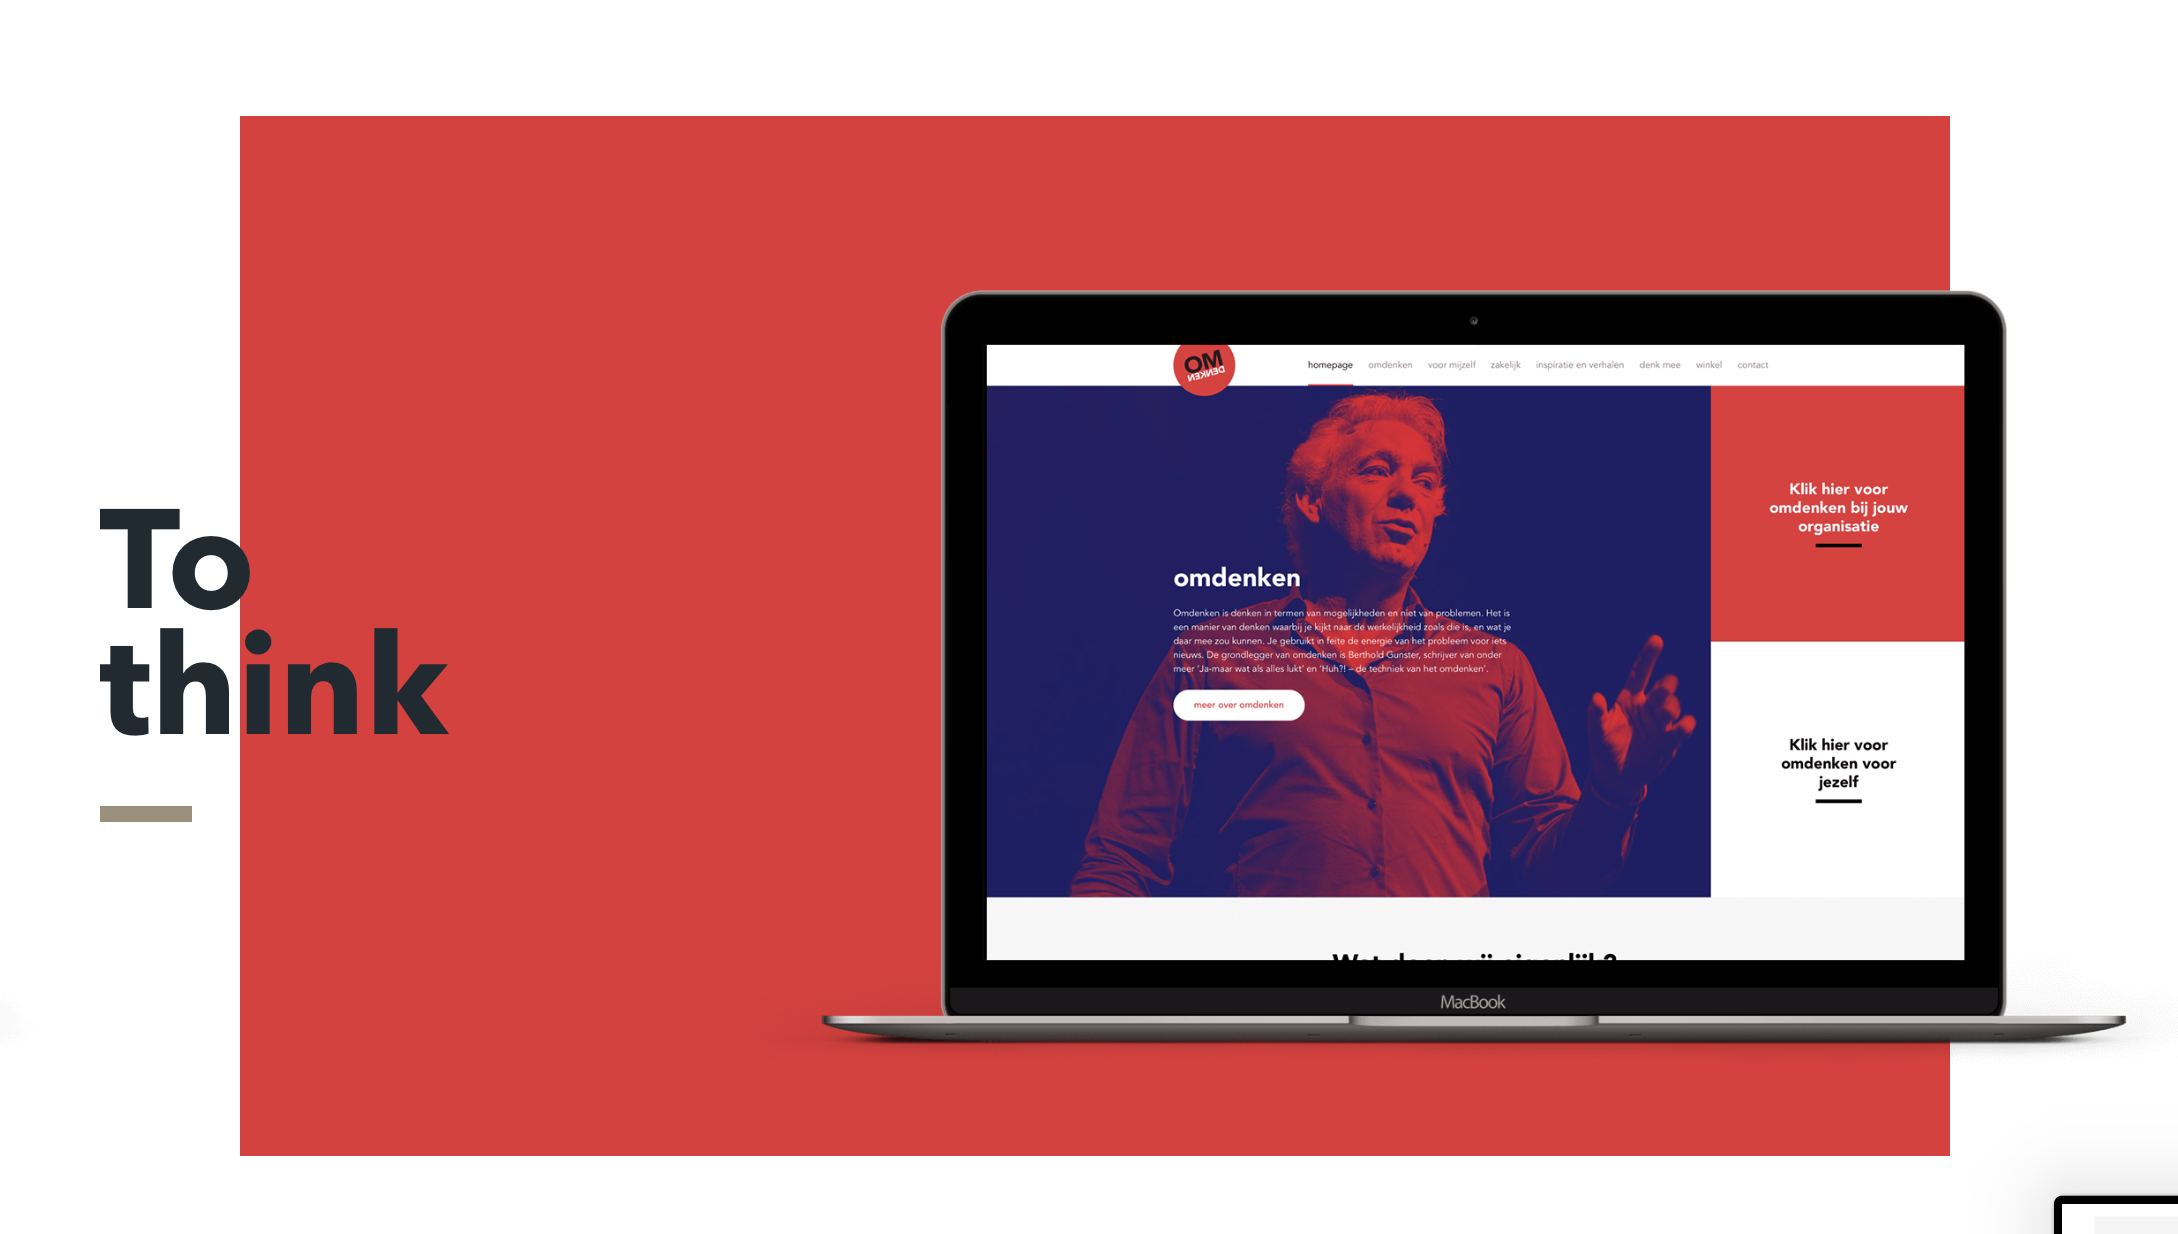 To
think
OM
DENKEN
homepage omdenken voor mijzelf zakelijk inspiratie en verhalen denk mee winkel contact
omdenken
Omdenken is denken in termen van mogelijkheden en niet van problemen. Het is
een manier van denken waarbij je kijkt naar de werkelijkheid zoals die is, en wat je
daar mee zou kunnen. Je gebruikt in feite de energie van het probleem voor iets
nieuws. De grondlegger van omdenken is Berthold Gunster, schrijver van onder
meer 'Ja-maar wat als alles lukt' en 'Huh?! – de techniek van het omdenken'.
meer over omdenken
Klik hier voor
omdenken bij jouw
organisatie
Klik hier voor
omdenken voor
jezelf
Wat doen wij eigenlijk?
MacBook